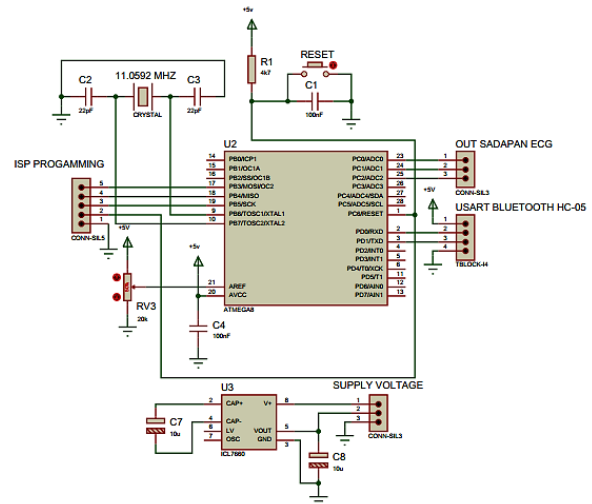 +5v
R1
4k7
RESET
C1
100nF
C2
22pF
11.0592 MHZ
CRYSTAL
C3
22pF
U2
ISP PROGAMMING
5
4
3
2
1
CONN-SIL5
14 PB0/ICP1
15 PB1/OC1A
16 PB2/SS/OC1B
17 PB3/MOSI/OC2
18 PB4/MISO
19 PB5/SCK
9 PB6/TOSC1/XTAL1
10 PB7/TOSC2/XTAL2
21 AREF
20 AVCC
ATMEGA8
PC0/ADC0 23
PC1/ADC1 24
PC2/ADC2 25
PC3/ADC3 26
PC4/ADC4/SDA 27
PC5/ADC5/SCL 28
PC6/RESET 1
PD0/RXD 2
PD1/TXD 3
PD2/INT0 4
PD3/INT1 5
PD4/T0/XCK 6
PD5/T1 11
PD6/AIN0 12
PD7/AIN1 13
OUT SADAPAN ECG
1
2
3
CONN-SIL3
USART BLUETOOTH HC-05
+5V
1
2
3
4
TBLOCK-I4
+5V
RV3
20k
+5v
C4
100nF
U3
2 CAP+
4 CAP-
6 LV
7 OSC
V+ 8
VOUT 5
GND 3
ICL7660
C7
10u
C8
10u
SUPPLY VOLTAGE
1
2
3
CONN-SIL3